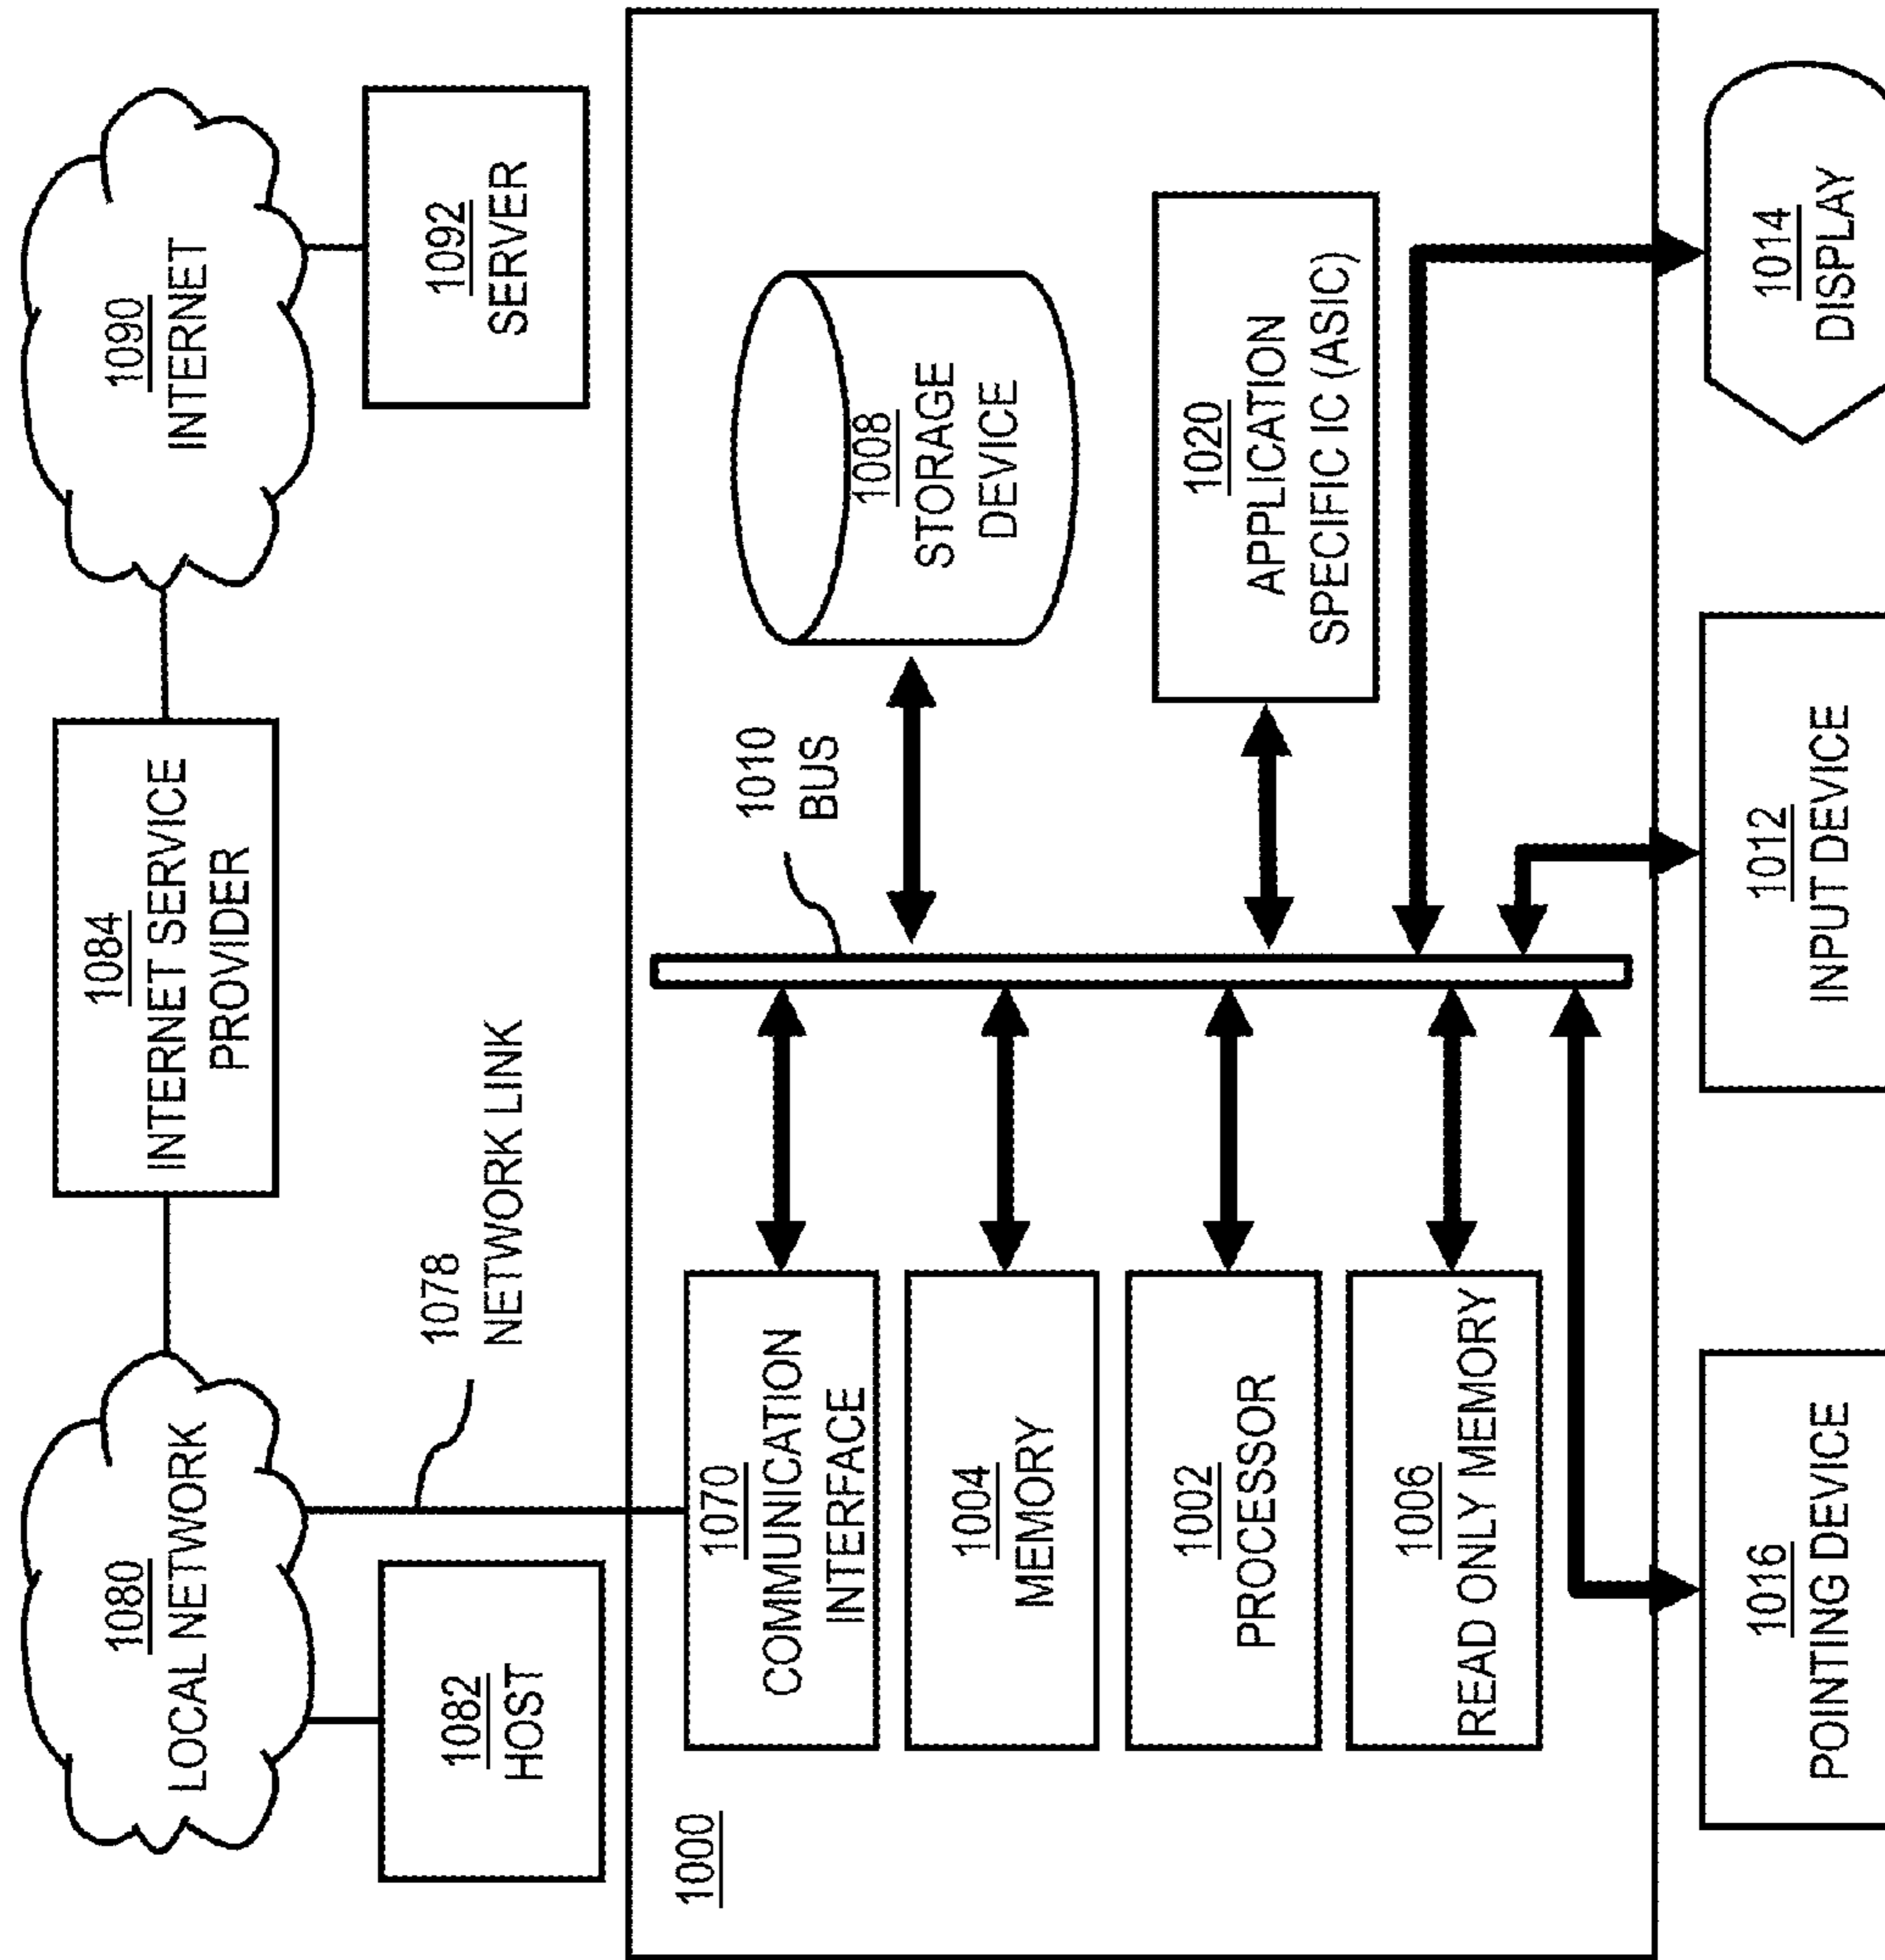 1080
LOCAL NETWORK
1084
INTERNET SERVICE
PROVIDER
1090
INTERNET
1082
HOST
1078
NETWORK LINK
1092
SERVER
1000
1070
COMMUNICATION
INTERFACE
1010
BUS
1008
STORAGE
DEVICE
1004
MEMORY
1002
PROCESSOR
1020
APPLICATION
SPECIFIC IC (ASIC)
1006
READ ONLY MEMORY
1016
POINTING DEVICE
1012
INPUT DEVICE
1014
DISPLAY